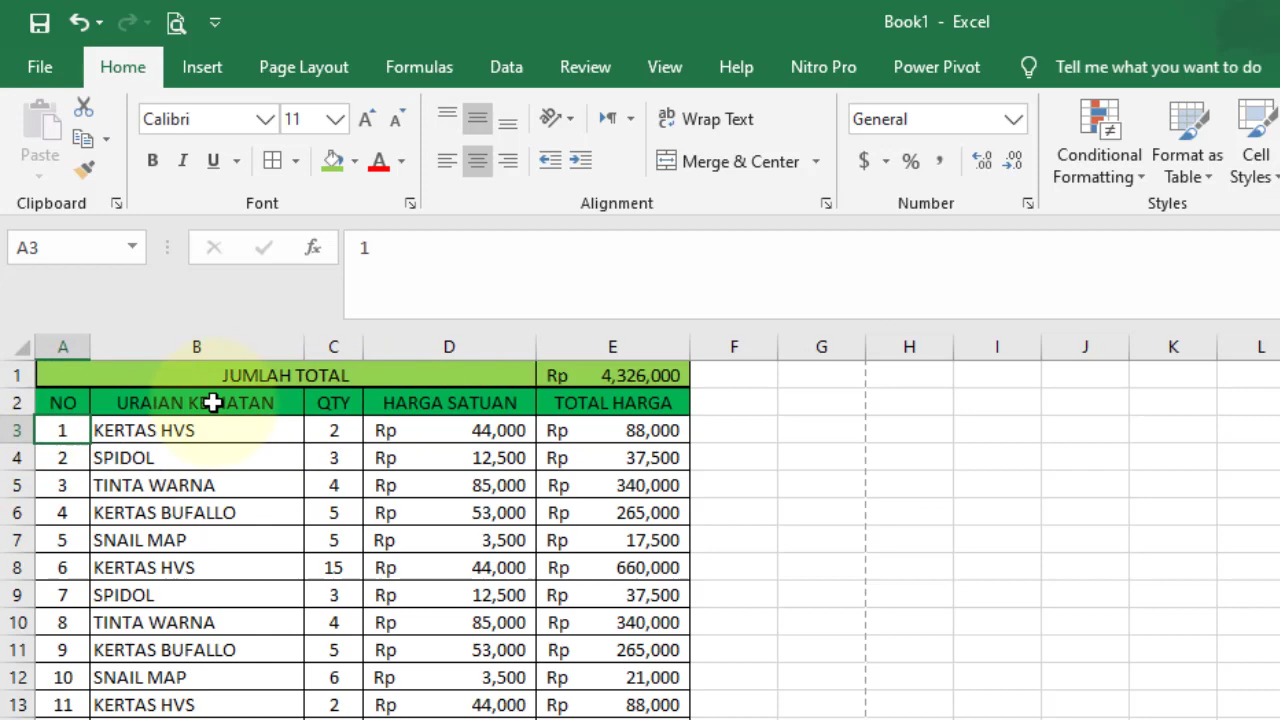 Book1 - Excel
File Home Insert Page Layout Formulas Data Review View Help Nitro Pro Power Pivot Tell me what you want to do
Calibri 11 Wrap Text General
Paste B I U A Merge & Center $ % Conditional Formatting Format as Table Cell Styles
Clipboard Font Alignment Number Styles
A3 fx 1
A B C D E F G H I J K L
1 JUMLAH TOTAL Rp 4,326,000
2 NO URAIAN QTY HARGA SATUAN TOTAL HARGA
3 1 KERTAS HVS 2 Rp 44,000 Rp 88,000
4 2 SPIDOL 3 Rp 12,500 Rp 37,500
5 3 TINTA WARNA 4 Rp 85,000 Rp 340,000
6 4 KERTAS BUFALLO 5 Rp 53,000 Rp 265,000
7 5 SNAIL MAP 5 Rp 3,500 Rp 17,500
8 6 KERTAS HVS 15 Rp 44,000 Rp 660,000
9 7 SPIDOL 3 Rp 12,500 Rp 37,500
10 8 TINTA WARNA 4 Rp 85,000 Rp 340,000
11 9 KERTAS BUFALLO 5 Rp 53,000 Rp 265,000
12 10 SNAIL MAP 6 Rp 3,500 Rp 21,000
13 11 KERTAS HVS 2 Rp 44,000 Rp 88,000